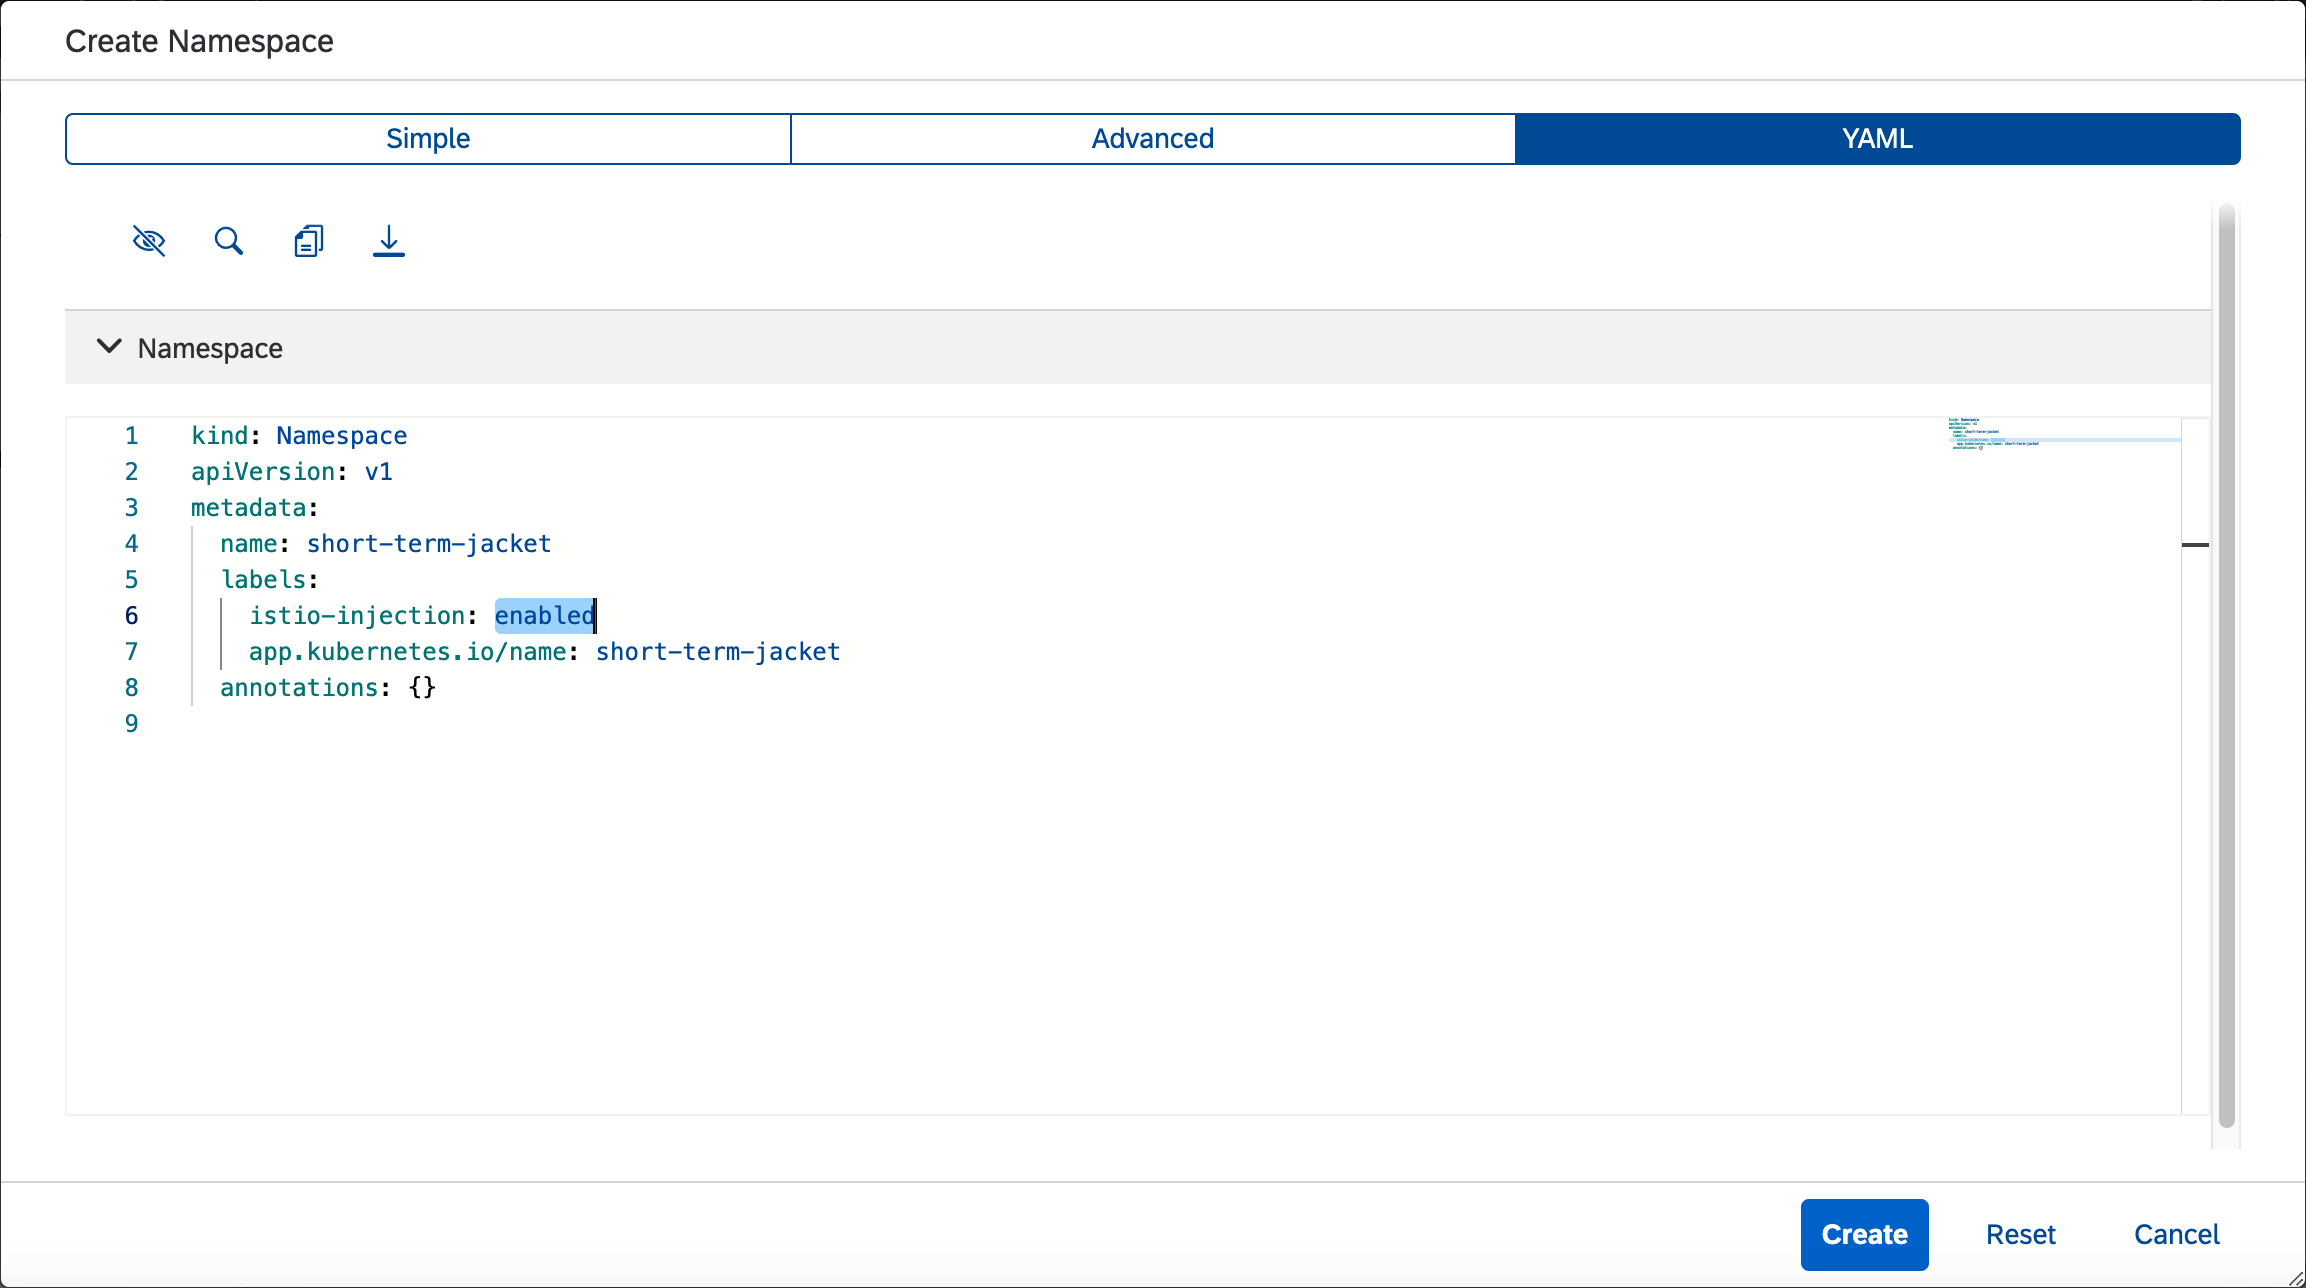 Create Namespace
Simple Advanced YAML
Namespace
1 kind: Namespace
2 apiVersion: v1
3 metadata:
4 name: short-term-jacket
5 labels:
6 istio-injection: enabled
7 app.kubernetes.io/name: short-term-jacket
8 annotations: {}
9
Create Reset Cancel